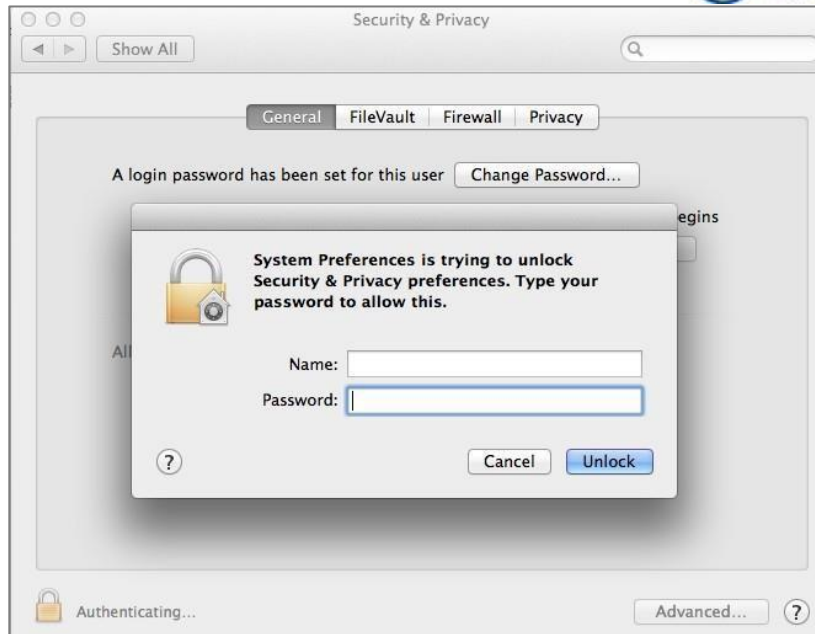 Security & Privacy
Show All
General FileVault Firewall Privacy
A login password has been set for this user Change Password...
egins
System Preferences is trying to unlock
Security & Privacy preferences. Type your
password to allow this.
All
Name:
Password:
? Cancel Unlock
Authenticating... Advanced... ?